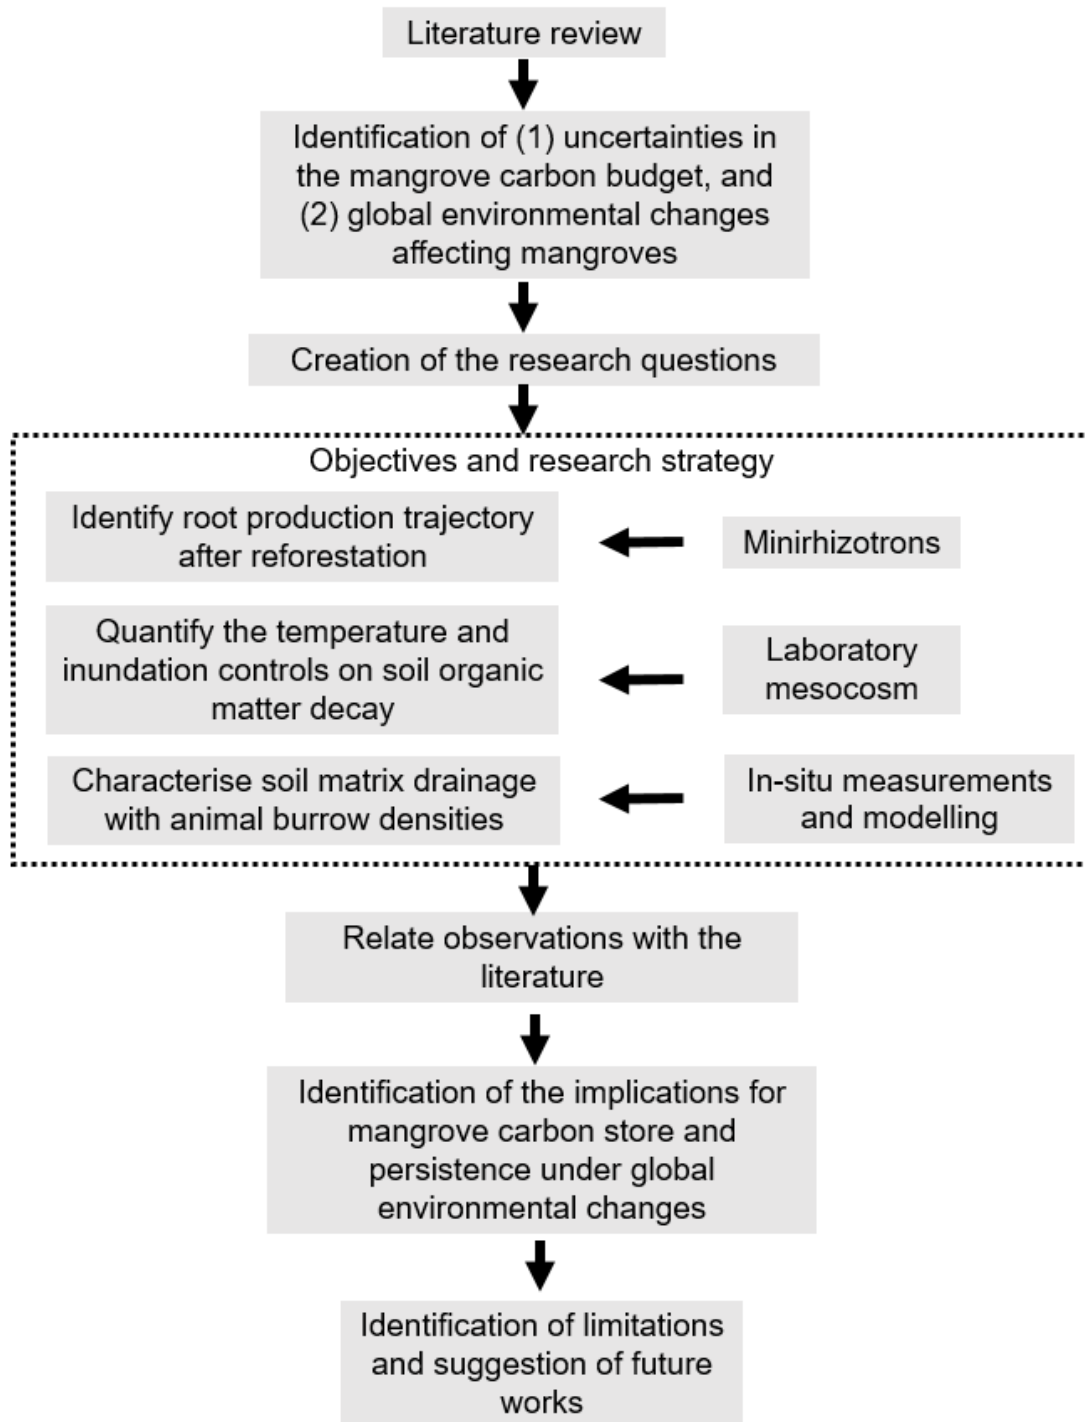 Literature review
Identification of (1) uncertainties in
the mangrove carbon budget, and
(2) global environmental changes
affecting mangroves
Creation of the research questions
Objectives and research strategy
Identify root production trajectory
after reforestation
Minirhizotrons
Quantify the temperature and
inundation controls on soil organic
matter decay
Laboratory
mesocosm
Characterise soil matrix drainage
with animal burrow densities
In-situ measurements
and modelling
Relate observations with the
literature
Identification of the implications for
mangrove carbon store and
persistence under global
environmental changes
Identification of limitations
and suggestion of future
works